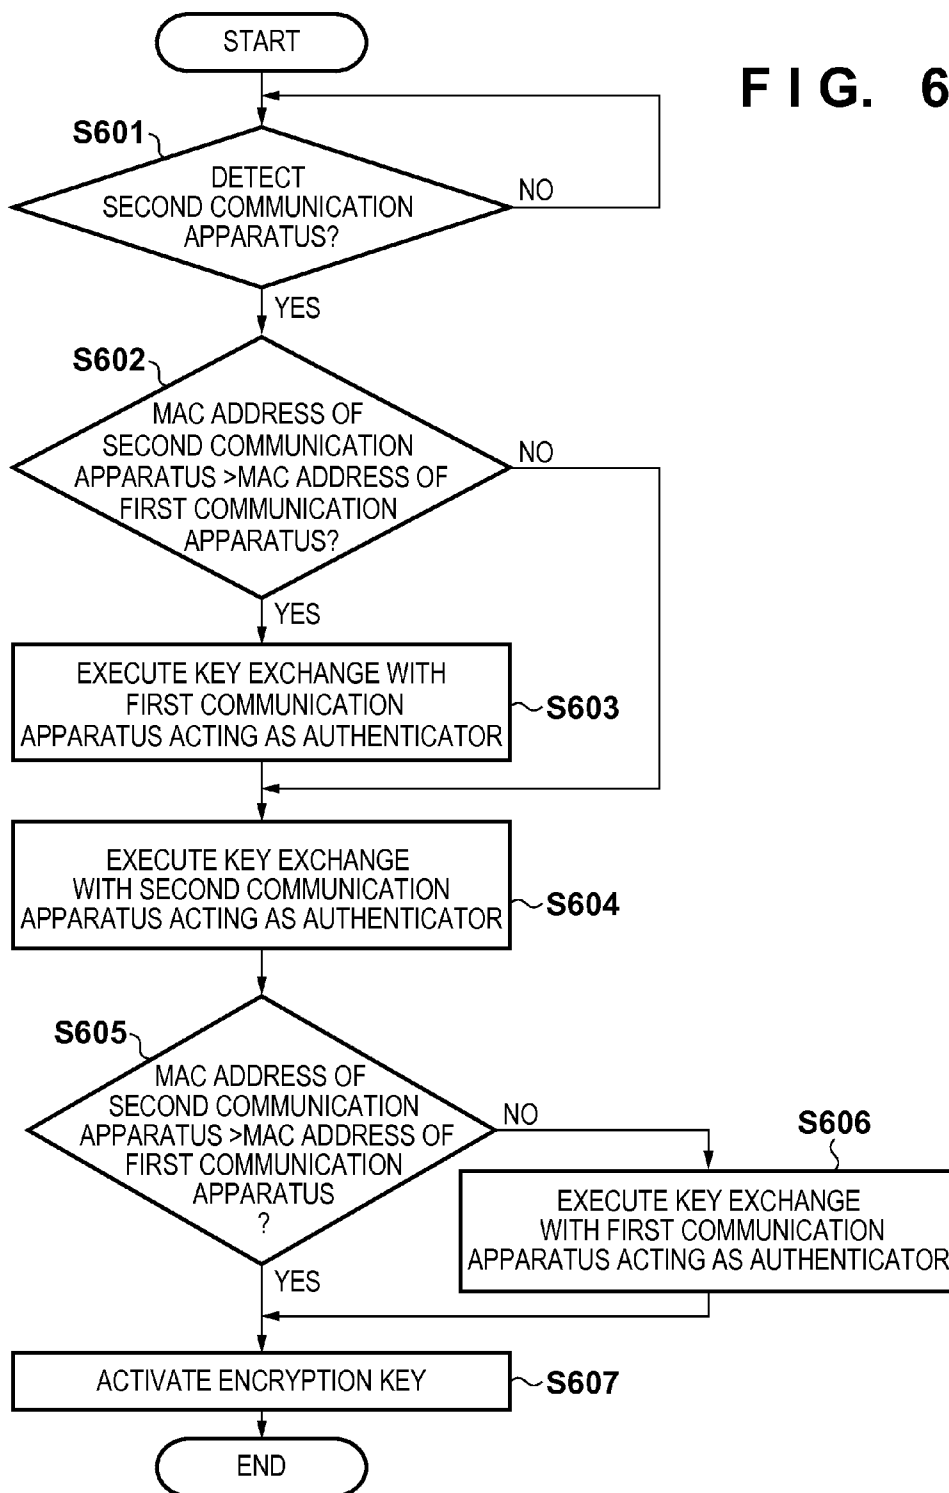 START
FIG. 6
S601
DETECT
SECOND COMMUNICATION
APPARATUS?
NO
YES
S602
MAC ADDRESS OF
SECOND COMMUNICATION
APPARATUS >MAC ADDRESS OF
FIRST COMMUNICATION
APPARATUS?
NO
YES
EXECUTE KEY EXCHANGE WITH
FIRST COMMUNICATION
APPARATUS ACTING AS AUTHENTICATOR
S603
EXECUTE KEY EXCHANGE
WITH SECOND COMMUNICATION
APPARATUS ACTING AS AUTHENTICATOR
S604
S605
MAC ADDRESS OF
SECOND COMMUNICATION
APPARATUS >MAC ADDRESS OF
FIRST COMMUNICATION
APPARATUS
?
NO
YES
S606
EXECUTE KEY EXCHANGE
WITH FIRST COMMUNICATION
APPARATUS ACTING AS AUTHENTICATOR
ACTIVATE ENCRYPTION KEY
S607
END